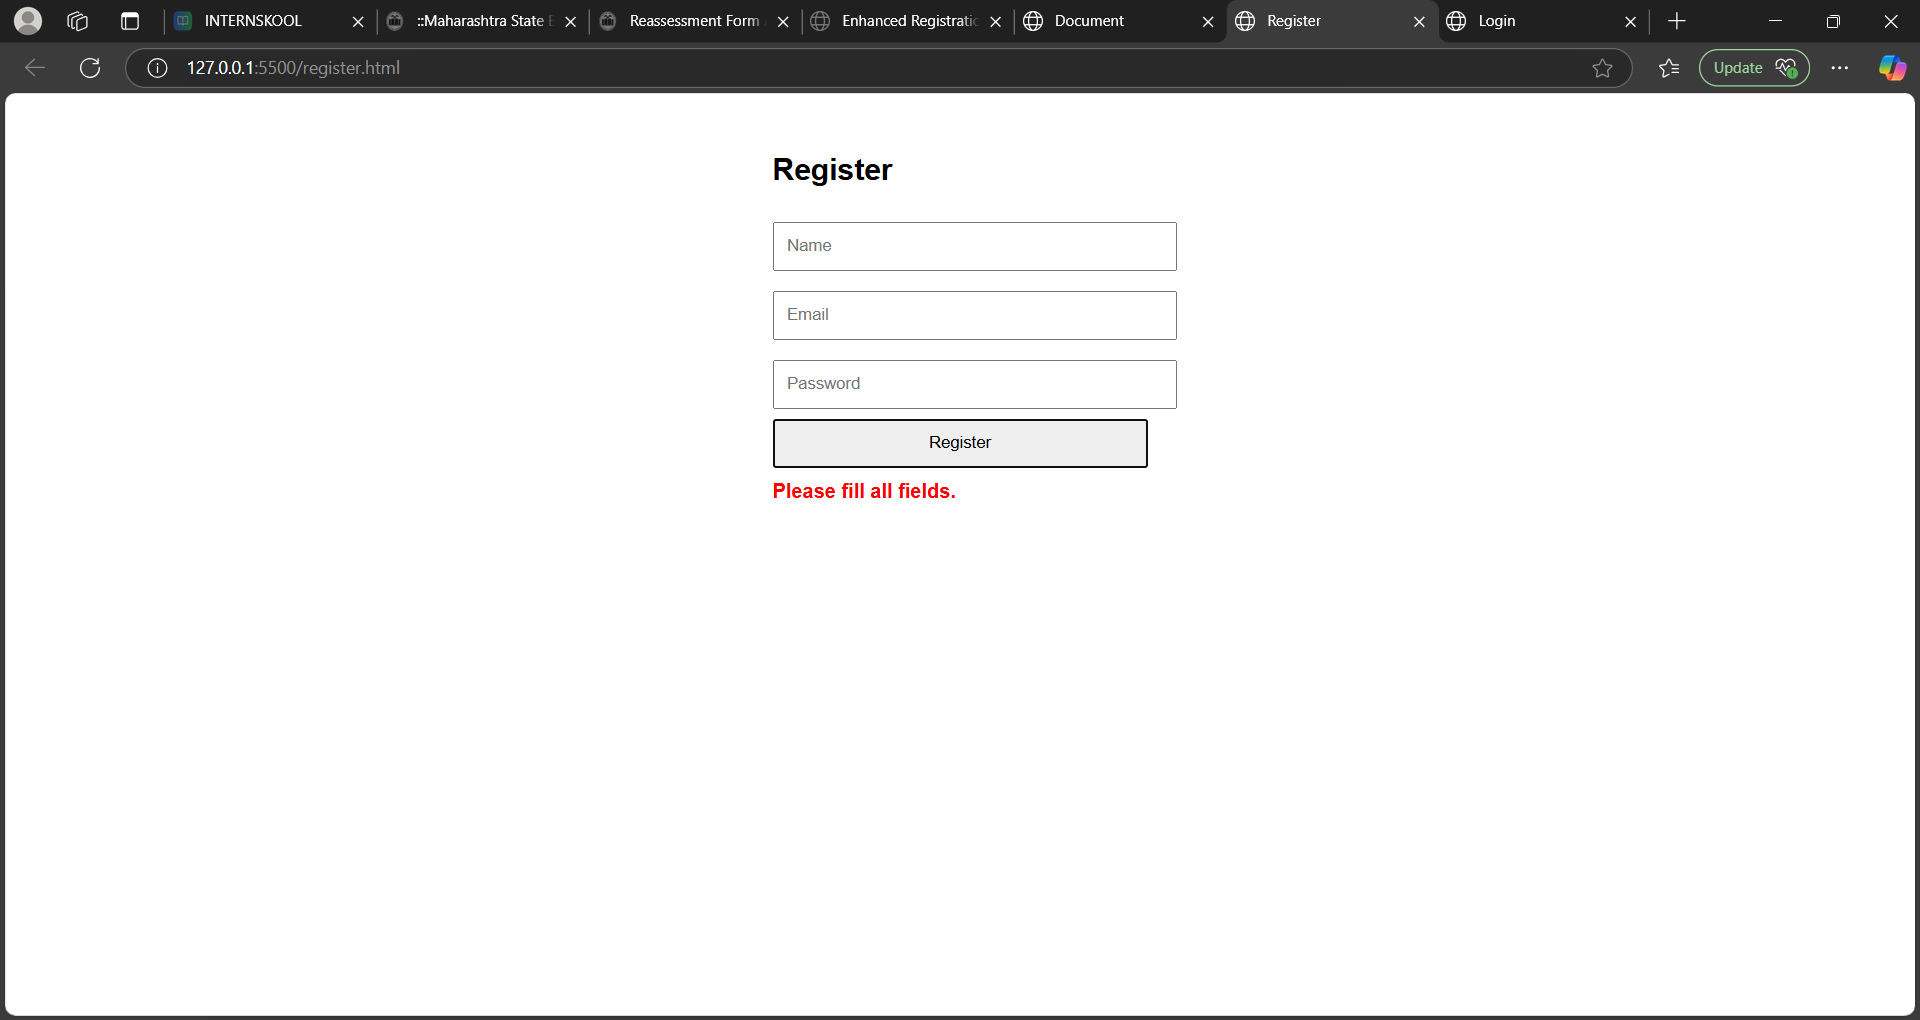 INTERNSKOOL
::Maharashtra State
Reassessment Form
Enhanced Registratio
Document
Register
Login
127.0.0.1:5500/register.html
Update
Register
Name
Email
Password
Register
Please fill all fields.